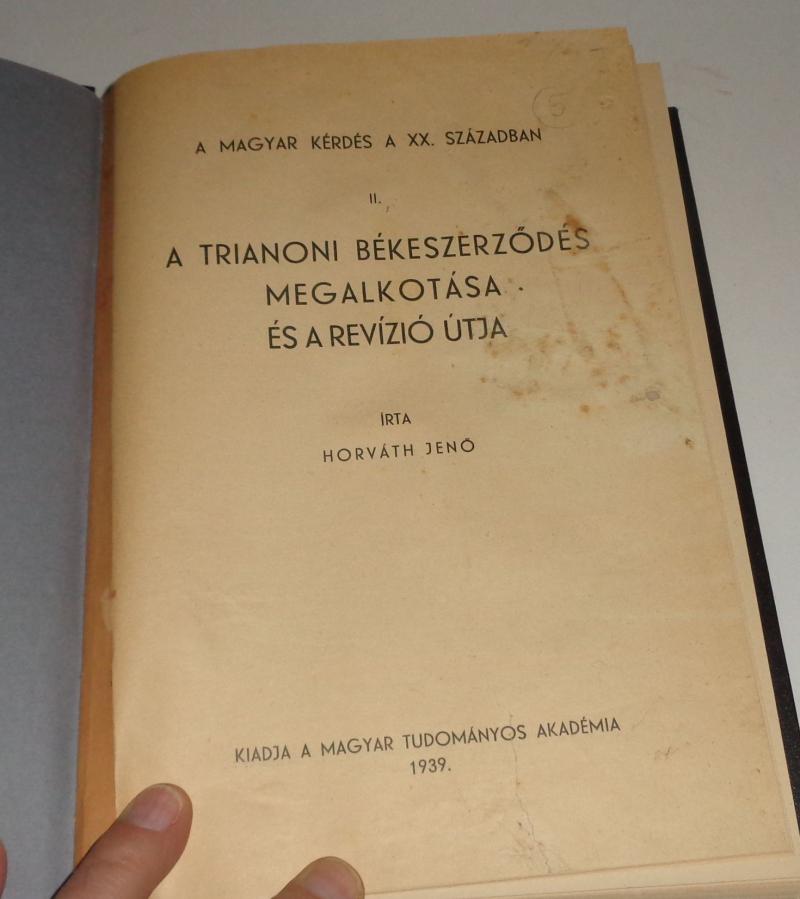 5
A MAGYAR KÉRDÉS A XX. SZÁZADBAN
II.
A TRIANONI BÉKESZERZŐDÉS
MEGALKOTÁSA
ÉS A REVÍZIÓ ÚTJA
ÍRTA
HORVÁTH JENŐ
KIADJA A MAGYAR TUDOMÁNYOS AKADÉMIA
1939.